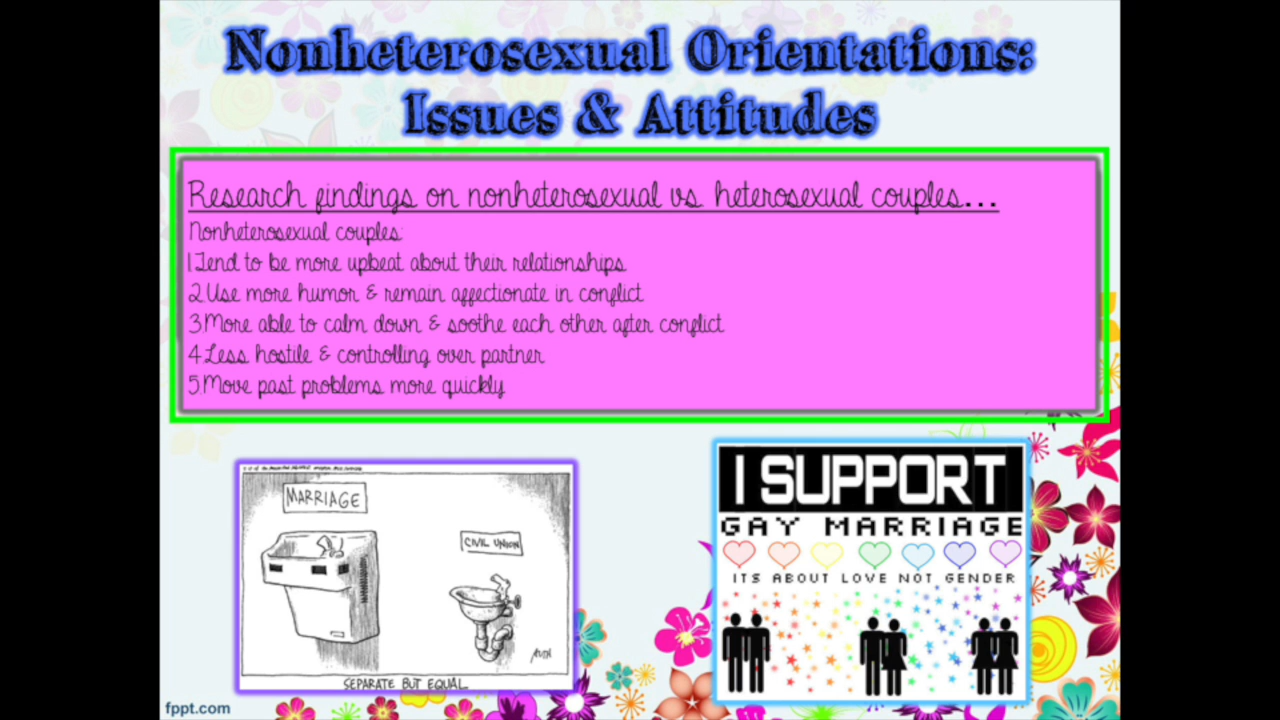 Nonheterosexual Orientations:
Issues & Attitudes
Research findings on nonheterosexual vs. heterosexual couples...
Nonheterosexual couples:
1.Tend to be more upbeat about their relationships
2.Use more humor & remain affectionate in conflict
3.More able to calm down & soothe each other after conflict
4.Less hostile & controlling over partner
5.Move past problems more quickly
MARRIAGE
CIVIL UNION
SEPARATE BUT EQUAL
I SUPPORT
GAY MARRIAGE
ITS ABOUT LOVE NOT GENDER
fppt.com